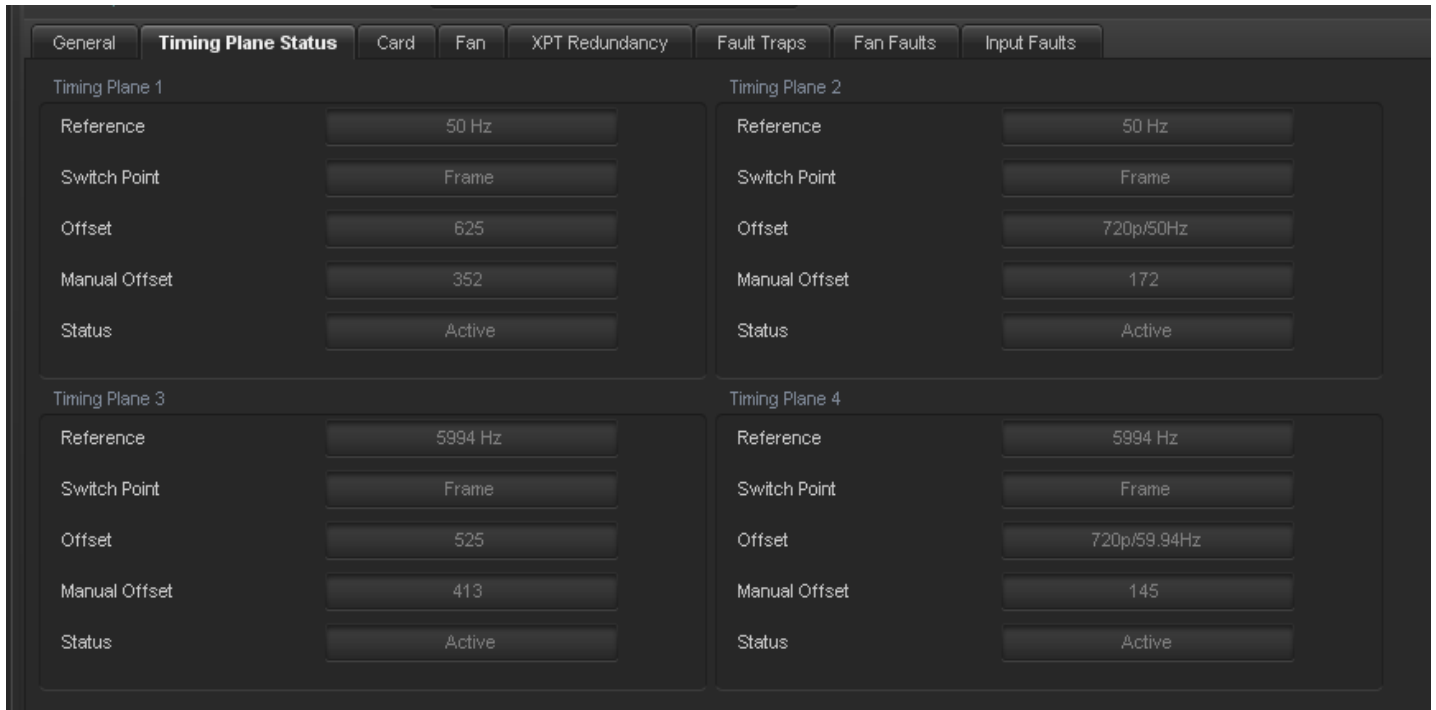 General Timing Plane Status Card Fan XPT Redundancy Fault Traps Fan Faults Input Faults
Timing Plane 1
Reference 50 Hz
Switch Point Frame
Offset 625
Manual Offset 352
Status Active
Timing Plane 2
Reference 50 Hz
Switch Point Frame
Offset 720p/50Hz
Manual Offset 172
Status Active
Timing Plane 3
Reference 5994 Hz
Switch Point Frame
Offset 525
Manual Offset 413
Status Active
Timing Plane 4
Reference 5994 Hz
Switch Point Frame
Offset 720p/59.94Hz
Manual Offset 145
Status Active